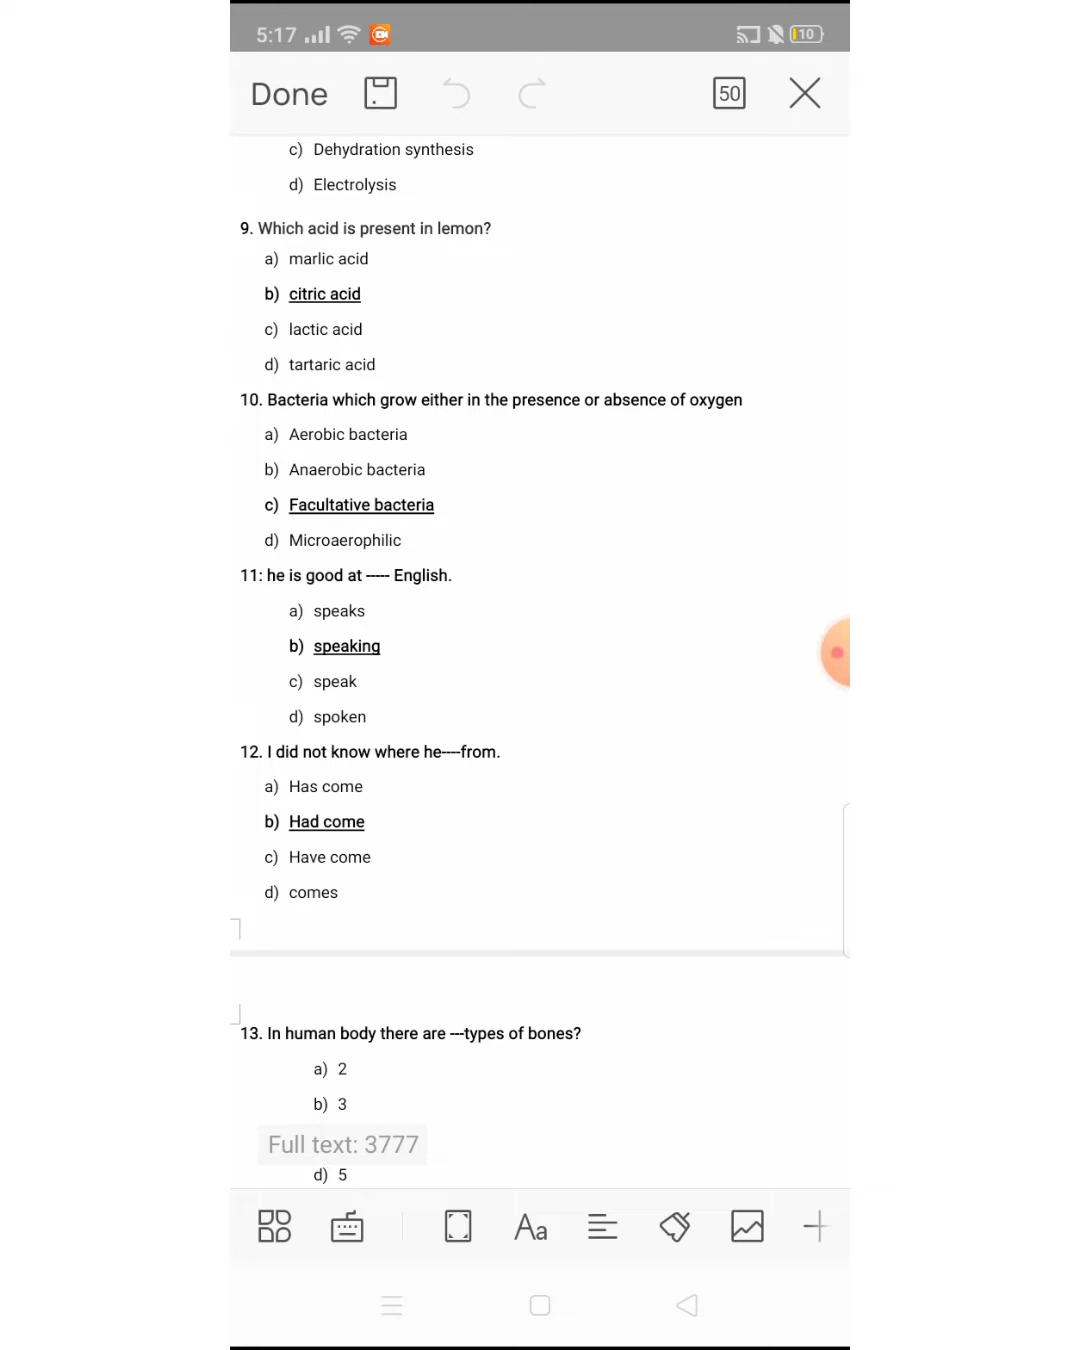 5:17
10
Done
50
c) Dehydration synthesis
d) Electrolysis
9. Which acid is present in lemon?
a) marlic acid
b) citric acid
c) lactic acid
d) tartaric acid
10. Bacteria which grow either in the presence or absence of oxygen
a) Aerobic bacteria
b) Anaerobic bacteria
c) Facultative bacteria
d) Microaerophilic
11: he is good at ----- English.
a) speaks
b) speaking
c) speak
d) spoken
12. I did not know where he----from.
a) Has come
b) Had come
c) Have come
d) comes
13. In human body there are ---types of bones?
a) 2
b) 3
Full text: 3777
d) 5
Aa